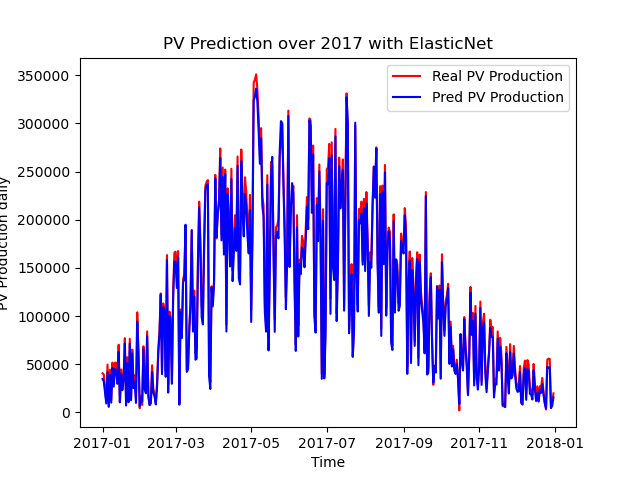 PV Prediction over 2017 with ElasticNet
Real PV Production
Pred PV Production
PV Production daily
350000
300000
250000
200000
150000
100000
50000
0
2017-01 2017-03 2017-05 2017-07 2017-09 2017-11 2018-01
Time